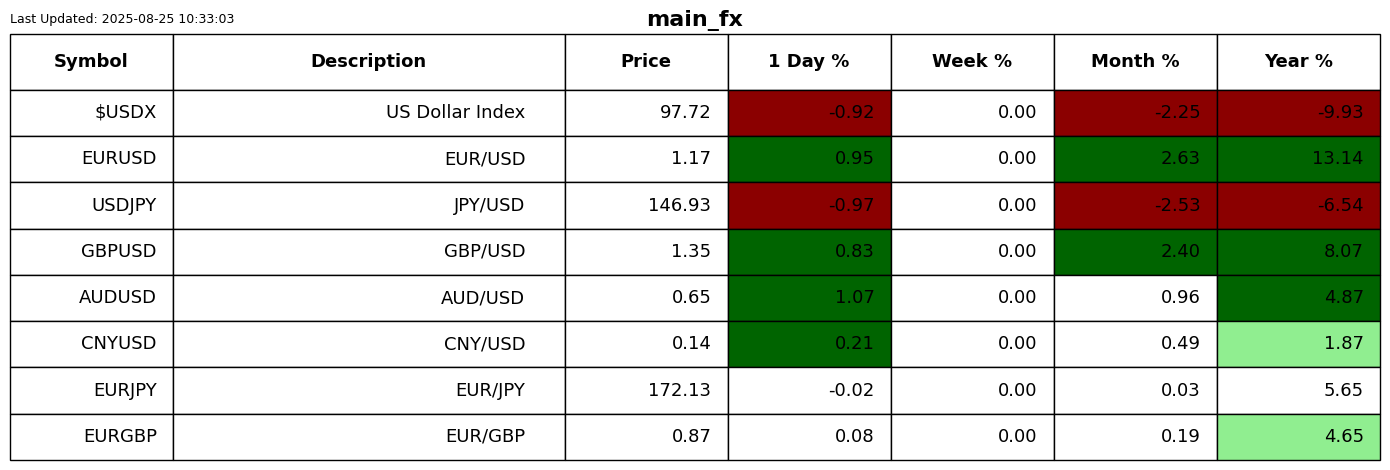 Last Updated: 2025-08-25 10:33:03
main_fx
Symbol Description Price 1 Day % Week % Month % Year %
$USDX US Dollar Index 97.72 -0.92 0.00 -2.25 -9.93
EURUSD EUR/USD 1.17 0.95 0.00 2.63 13.14
USDJPY JPY/USD 146.93 -0.97 0.00 -2.53 -6.54
GBPUSD GBP/USD 1.35 0.83 0.00 2.40 8.07
AUDUSD AUD/USD 0.65 1.07 0.00 0.96 4.87
CNYUSD CNY/USD 0.14 0.21 0.00 0.49 1.87
EURJPY EUR/JPY 172.13 -0.02 0.00 0.03 5.65
EURGBP EUR/GBP 0.87 0.08 0.00 0.19 4.65